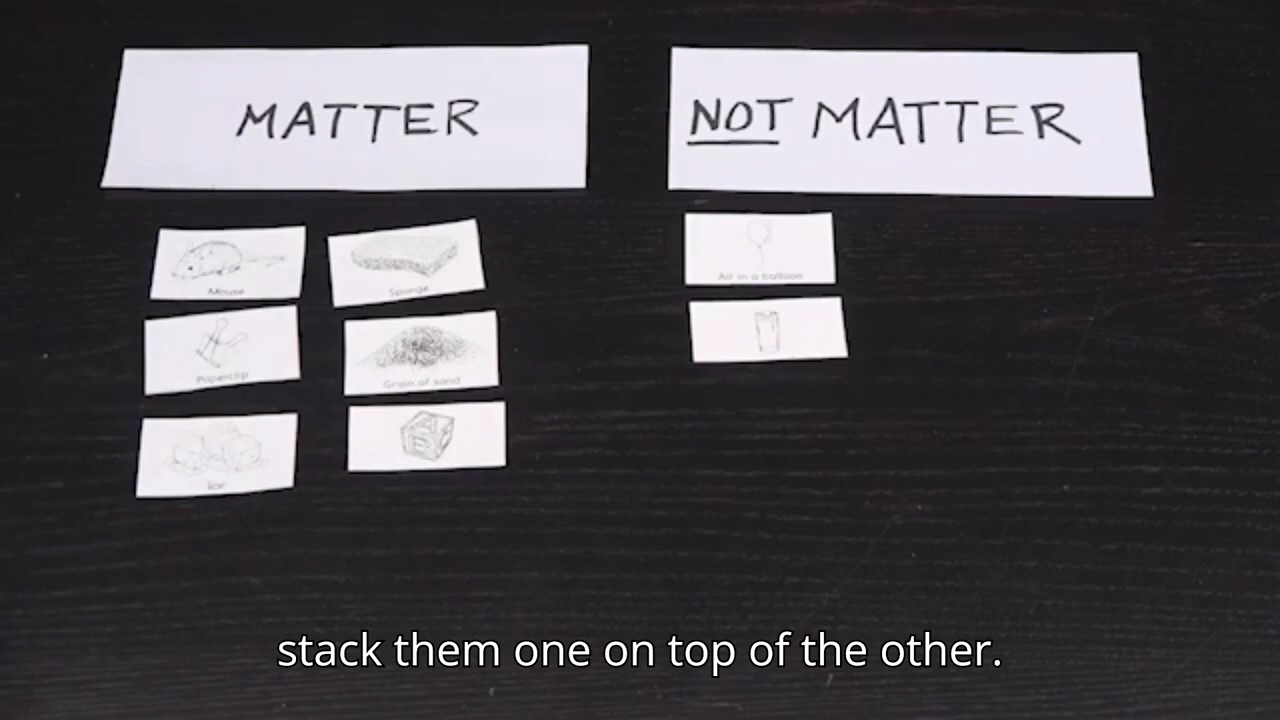 MATTER
NOT MATTER
Mouse
Sponge
Air in a balloon
Paperclip
Grain of sand
Ice
stack them one on top of the other.